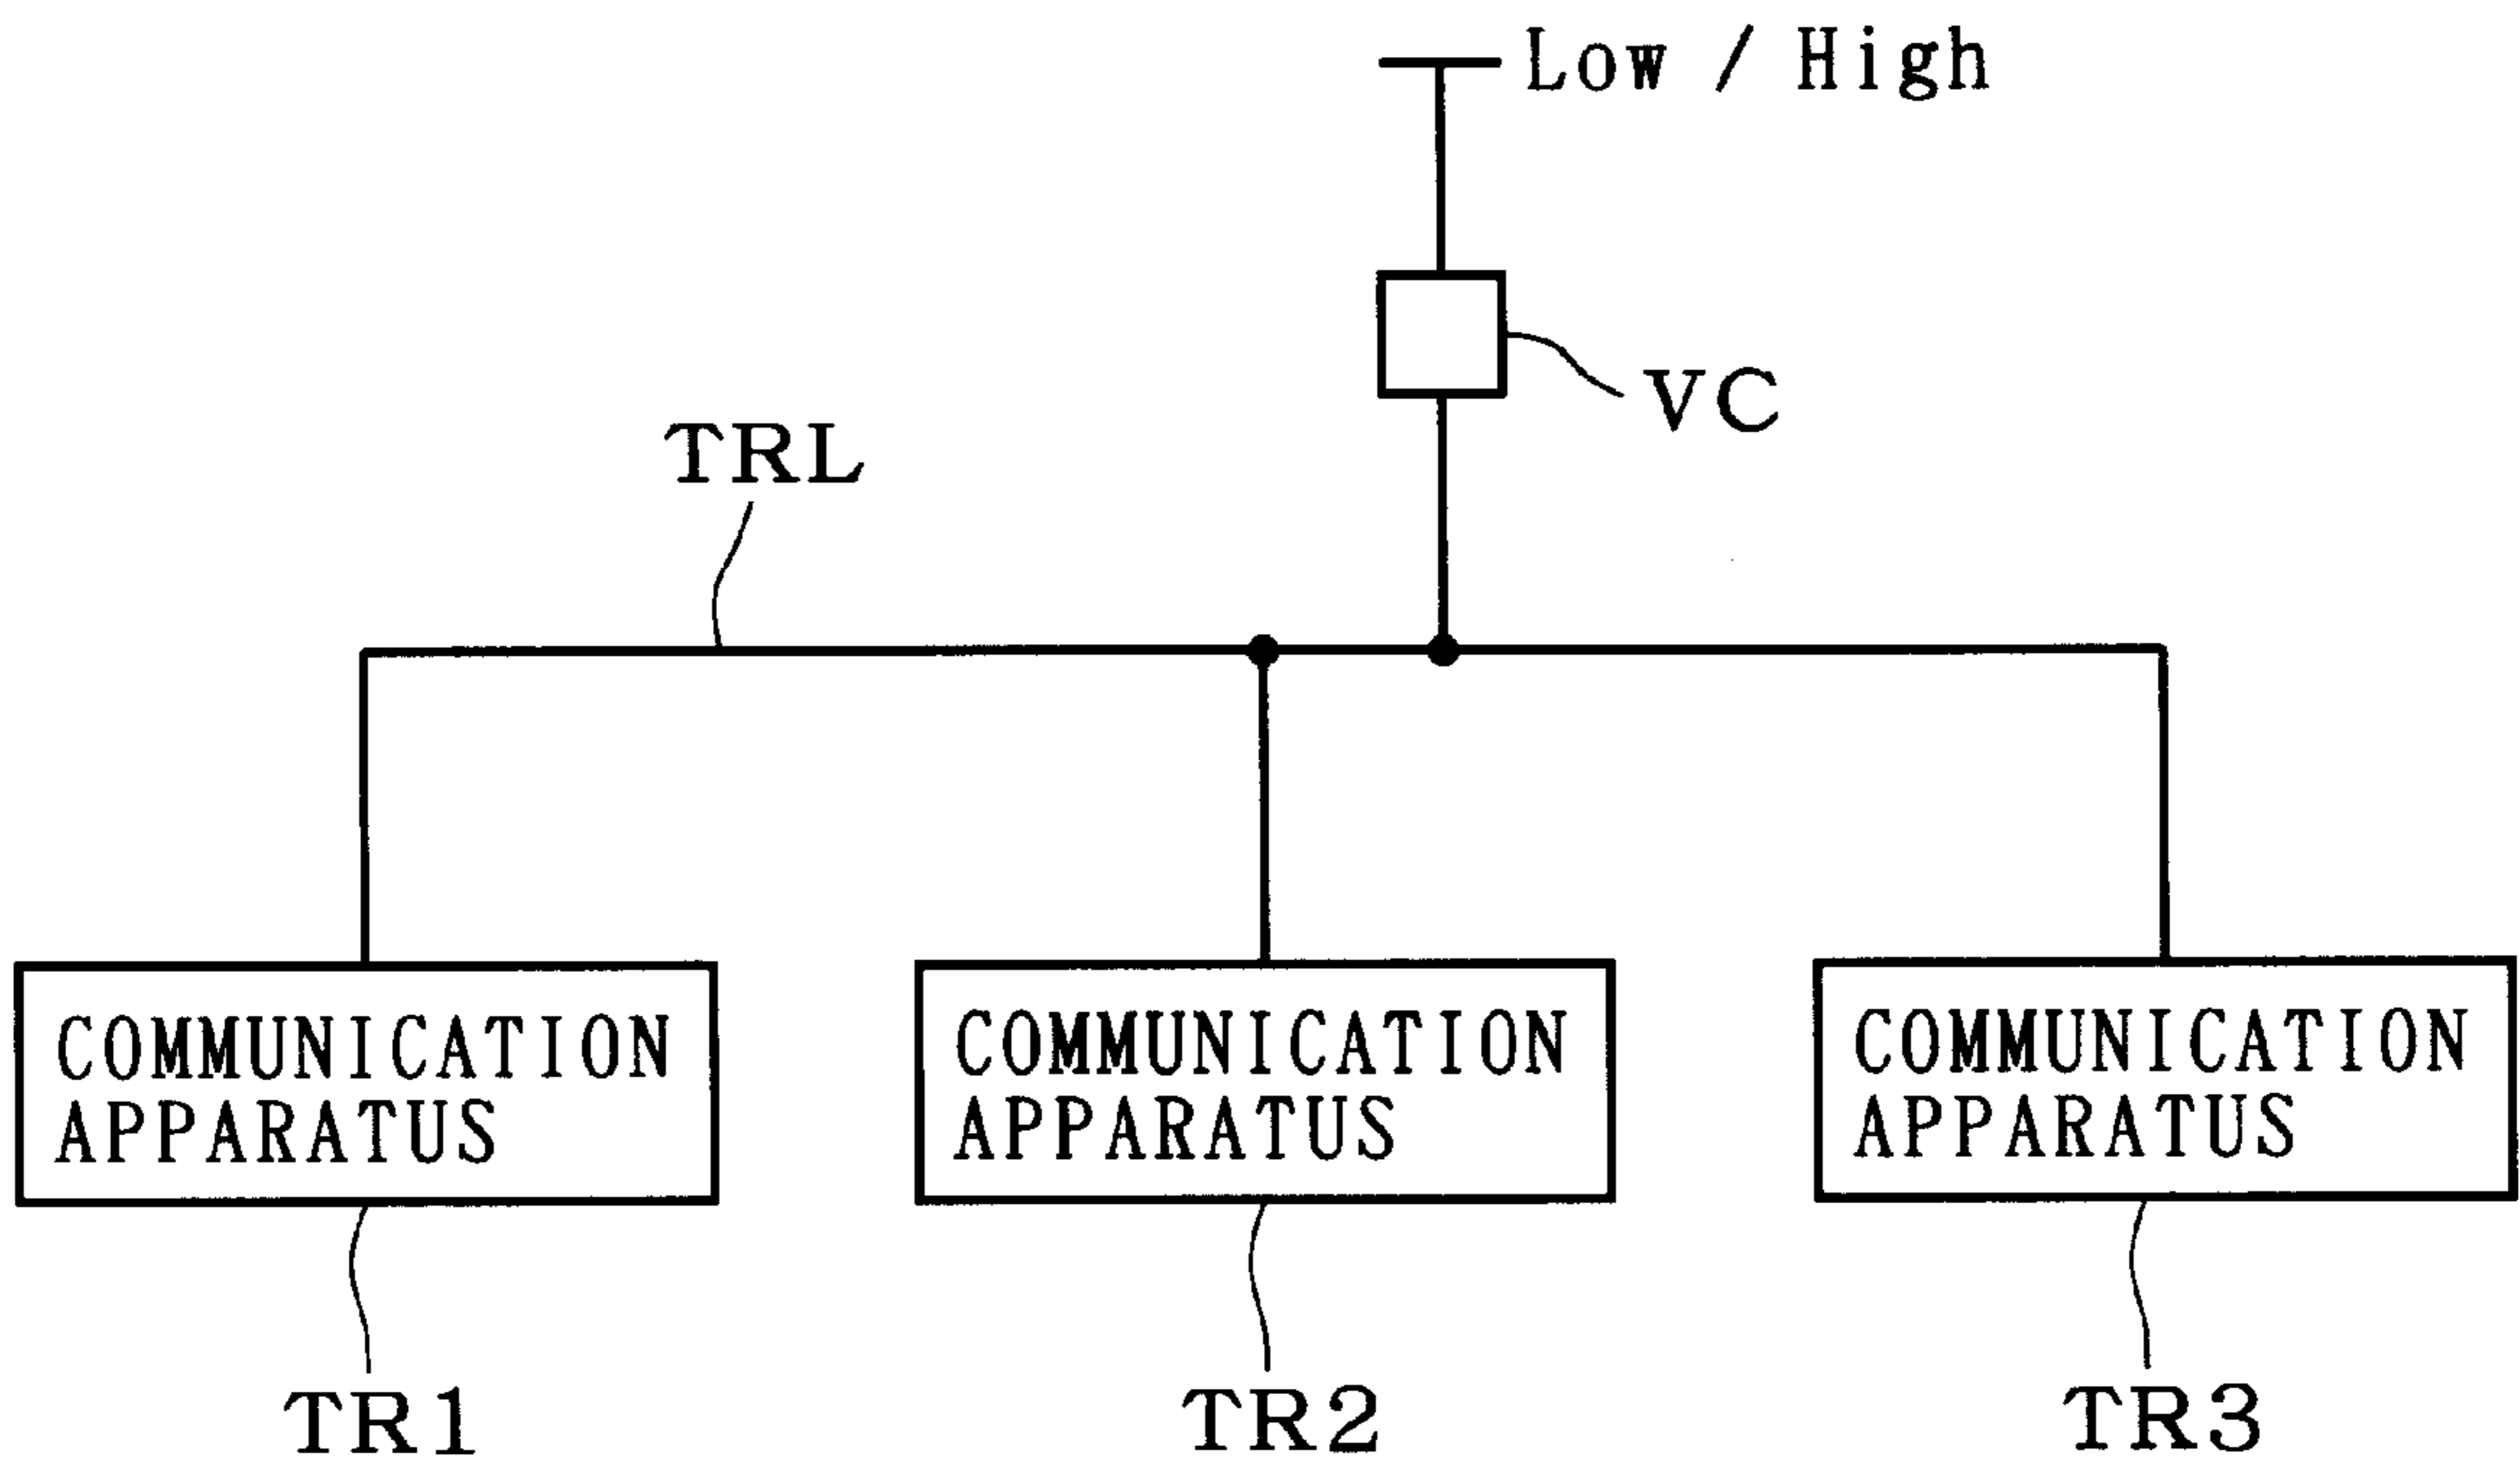 Low / High
VC
TRL
COMMUNICATION
APPARATUS
COMMUNICATION
APPARATUS
COMMUNICATION
APPARATUS
TR1
TR2
TR3